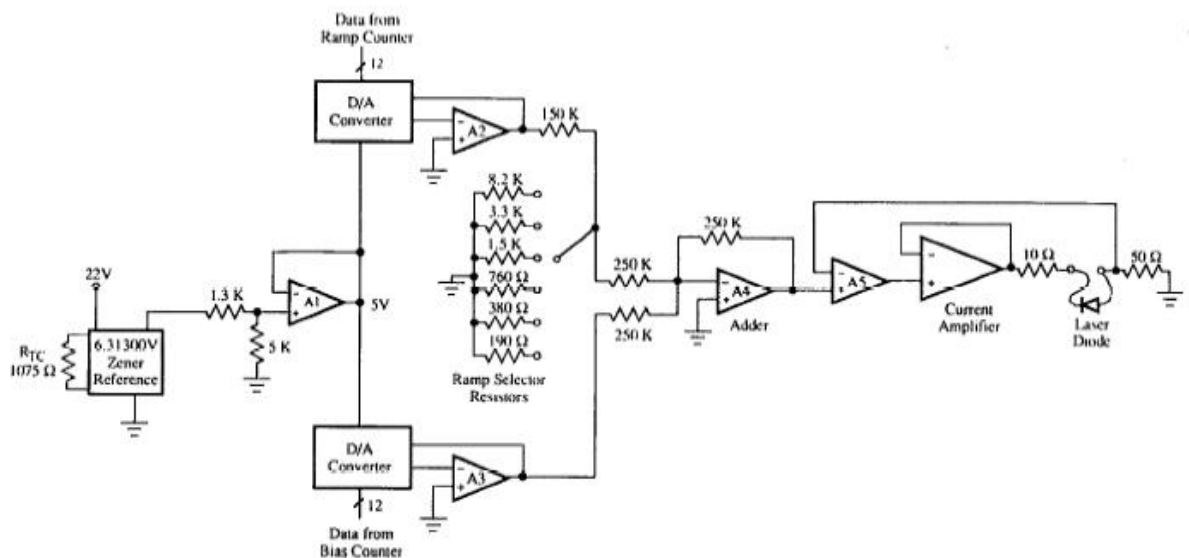 Data from
Ramp Counter
12
D/A
Converter
A2
150 K
8.2 K
3.3 K
1.5 K
760 Ω
380 Ω
190 Ω
Ramp Selector
Resistors
22V
1.3 K
A1
5V
5 K
R_TC
1075 Ω
6.31300V
Zener
Reference
250 K
250 K
250 K
A4
Adder
A5
Current
Amplifier
10 Ω
50 Ω
Laser
Diode
D/A
Converter
A3
12
Data from
Bias Counter